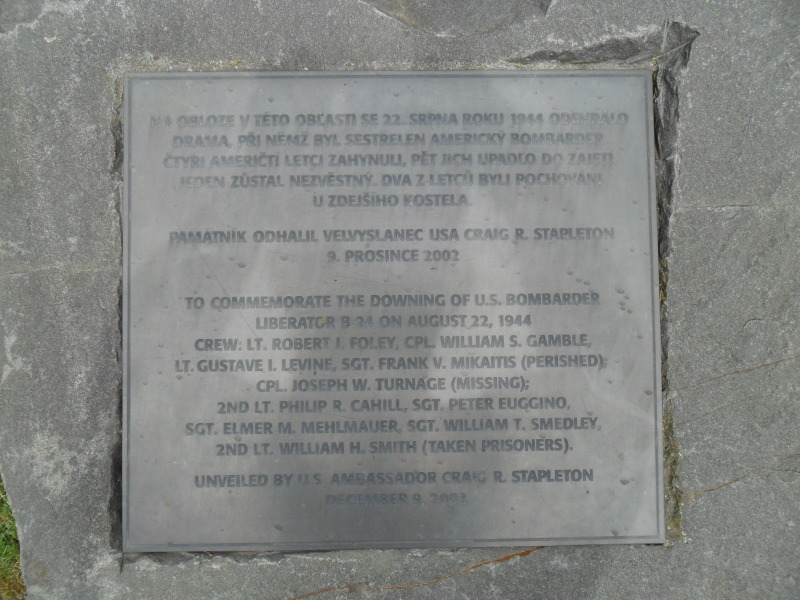 NA OBLOZE V TÉTO OBLASTI SE 22. SRPNA ROKU 1944 ODEHRÁLO
DRAMA, PŘI NĚMŽ BYL SESTŘELEN AMERICKÝ BOMBARDÉR
ČTYŘI AMERIČTÍ LETCI ZAHYNULI, PĚT JICH UPADLO DO ZAJETÍ
JEDEN ZŮSTAL NEZVĚSTNÝ. DVA Z LETCŮ BYLI POCHOVÁNI
U ZDEJŠÍHO KOSTELA.
PAMÁTNÍK ODHALIL VELVYSLANEC USA CRAIG R. STAPLETON
9. PROSINCE 2002
TO COMMEMORATE THE DOWNING OF U.S. BOMBARDER
LIBERATOR B 24 ON AUGUST 22, 1944
CREW: LT. ROBERT J. FOLEY, CPL. WILLIAM S. GAMBLE,
LT. GUSTAVE I. LEVINE, SGT. FRANK V. MIKAITIS (PERISHED);
CPL. JOSEPH W. TURNAGE (MISSING);
2ND LT. PHILIP R. CAHILL, SGT. PETER EUGGINO,
SGT. ELMER M. MEHLMAUER, SGT. WILLIAM T. SMEDLEY,
2ND LT. WILLIAM H. SMITH (TAKEN PRISONERS).
UNVEILED BY U.S. AMBASSADOR CRAIG R. STAPLETON
DECEMBER 9, 2002